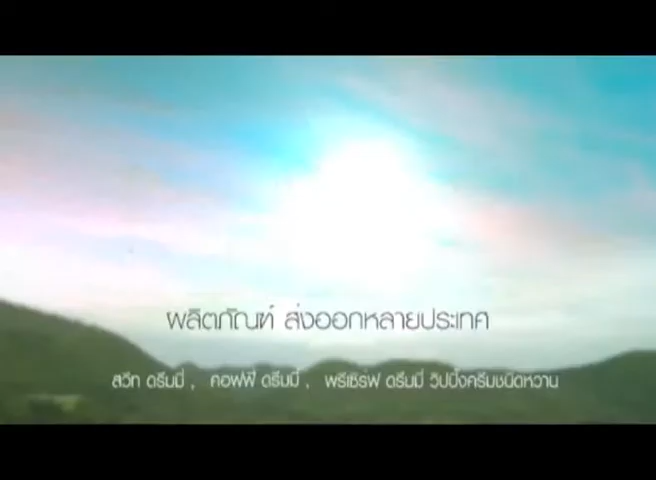 ผลิตภัณฑ์ ส่งออกหลายประเทศ
สวีท ดรีมมี่ , คอฟฟี่ ดรีมมี่ , พรีเซิร์ฟ ดรีมมี่ วิปปิ้งครีมชนิดหวาน